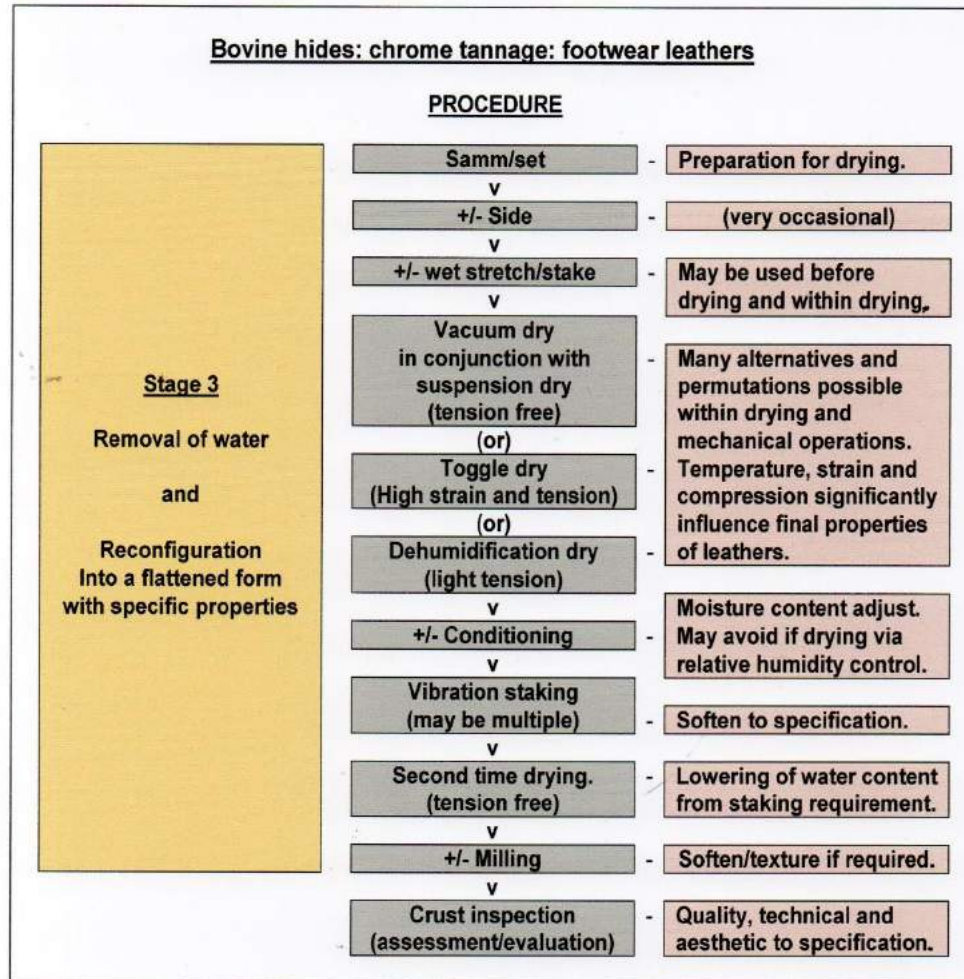 Bovine hides: chrome tannage: footwear leathers
PROCEDURE
Stage 3
Removal of water
and
Reconfiguration
Into a flattened form
with specific properties
Samm/set
- Preparation for drying.
v
+/- Side
- (very occasional)
v
+/- wet stretch/stake
- May be used before
drying and within drying,.
v
Vacuum dry
in conjunction with
suspension dry
(tension free)
(or)
Toggle dry
(High strain and tension)
(or)
Dehumidification dry
(light tension)
- Many alternatives and
permutations possible
within drying and
mechanical operations.
- Temperature, strain and
compression significantly
influence final properties
- of leathers.
v
+/- Conditioning
Moisture content adjust.
- May avoid if drying via
relative humidity control.
v
Vibration staking
(may be multiple)
- Soften to specification.
v
Second time drying.
(tension free)
- Lowering of water content
from staking requirement.
v
+/- Milling
- Soften/texture if required.
v
Crust inspection
(assessment/evaluation)
- Quality, technical and
aesthetic to specification.